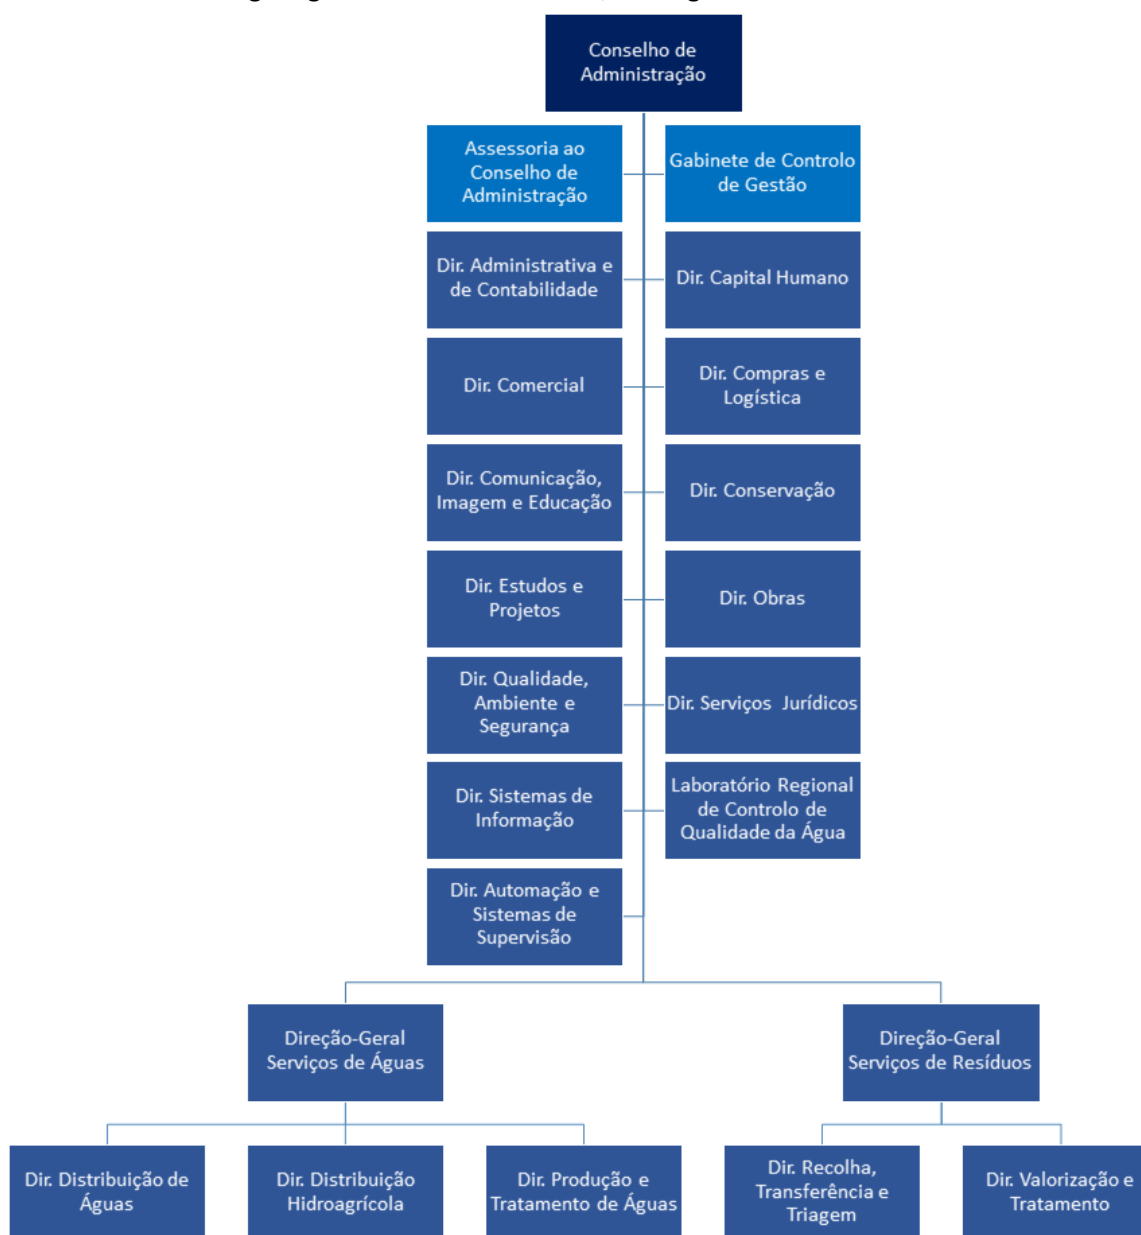 Conselho de
Administração
Assessoria ao
Conselho de
Administração
Gabinete de Controlo
de Gestão
Dir. Administrativa e
de Contabilidade
Dir. Capital Humano
Dir. Comercial
Dir. Compras e
Logística
Dir. Comunicação,
Imagem e Educação
Dir. Conservação
Dir. Estudos e
Projetos
Dir. Obras
Dir. Qualidade,
Ambiente e
Segurança
Dir. Serviços Jurídicos
Dir. Sistemas de
Informação
Laboratório Regional
de Controlo de
Qualidade da Água
Dir. Automação e
Sistemas de
Supervisão
Direção-Geral
Serviços de Águas
Direção-Geral
Serviços de Resíduos
Dir. Distribuição de
Águas
Dir. Distribuição
Hidroagrícola
Dir. Produção e
Tratamento de Águas
Dir. Recolha,
Transferência e
Triagem
Dir. Valorização e
Tratamento